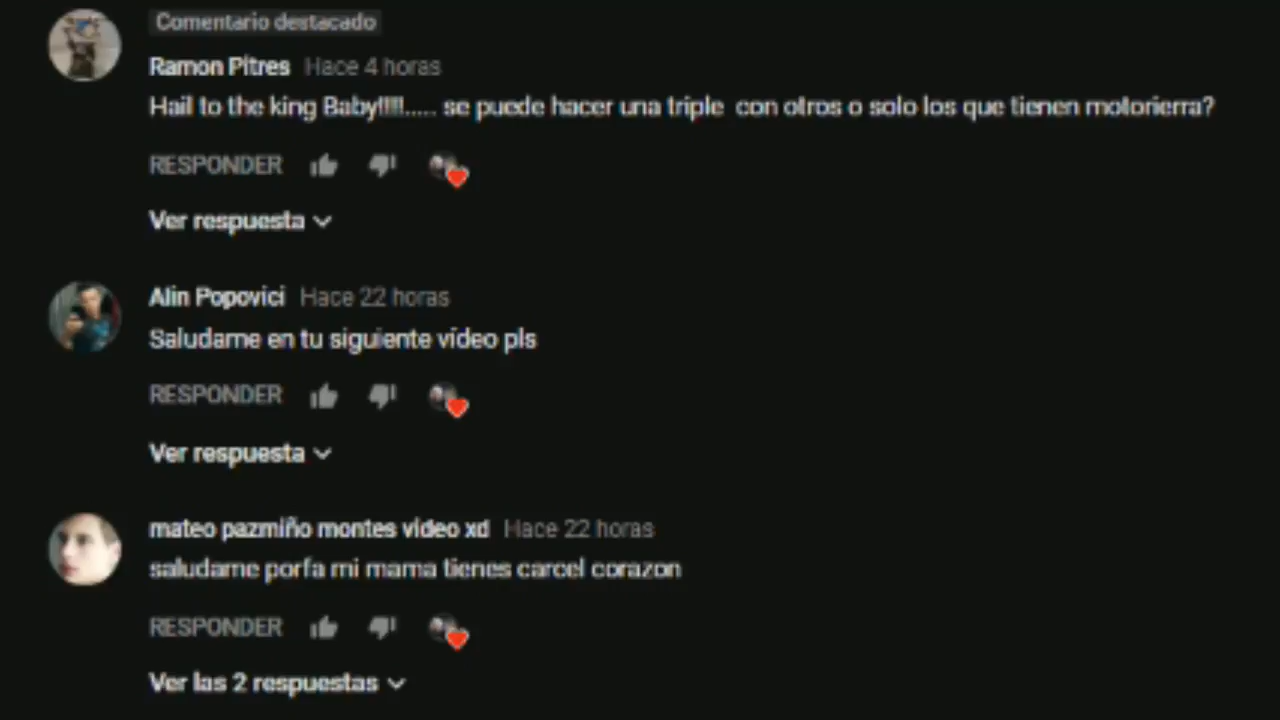 Comentario destacado
Ramon Pitres Hace 4 horas
Hail to the king Baby!!!!..... se puede hacer una triple con otros o solo los que tienen motorierra?
RESPONDER
Ver respuesta
Alin Popovici Hace 22 horas
Saludame en tu siguiente vídeo pls
RESPONDER
Ver respuesta
mateo pazmiño montes video xd Hace 22 horas
saludame porfa mi mama tienes carcel corazon
RESPONDER
Ver las 2 respuestas